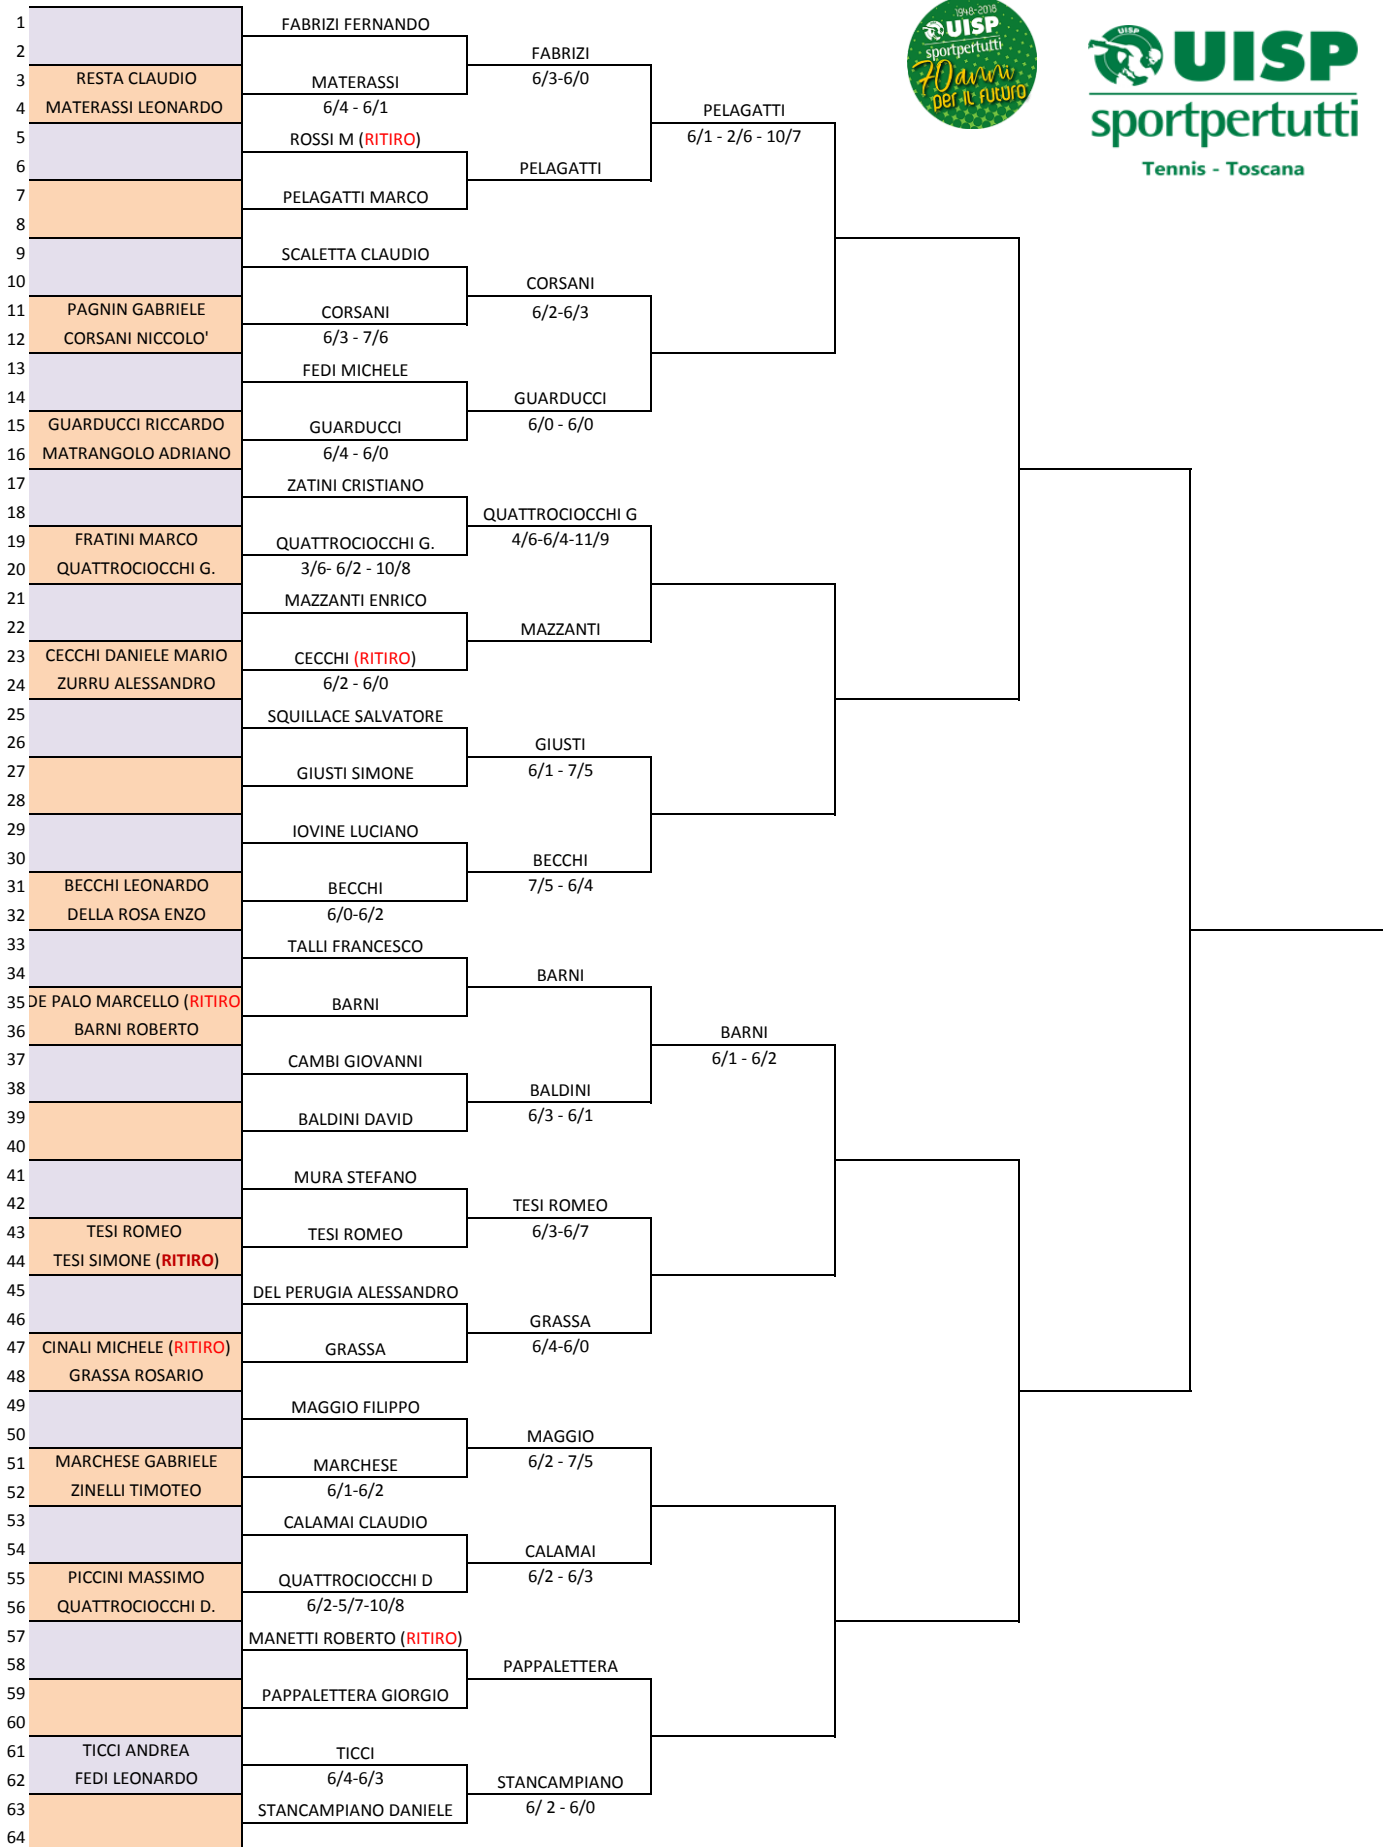 1948-2018
UISP
sportpertutti
70 anni
per il futuro
UISP
UISP
sportpertutti
Tennis - Toscana
1
FABRIZI FERNANDO
2
FABRIZI
3 RESTA CLAUDIO
MATERASSI
6/3-6/0
4 MATERASSI LEONARDO
6/4 - 6/1
PELAGATTI
5
ROSSI M (RITIRO)
6/1 - 2/6 - 10/7
6
PELAGATTI
7
PELAGATTI MARCO
8
9
SCALETTA CLAUDIO
10
CORSANI
11 PAGNIN GABRIELE
CORSANI
6/2-6/3
12 CORSANI NICCOLO'
6/3 - 7/6
13
FEDI MICHELE
14
GUARDUCCI
15 GUARDUCCI RICCARDO
GUARDUCCI
6/0 - 6/0
16 MATRANGOLO ADRIANO
6/4 - 6/0
17
ZATINI CRISTIANO
18
QUATTROCIOCCHI G
19 FRATINI MARCO
QUATTROCIOCCHI G.
4/6-6/4-11/9
20 QUATTROCIOCCHI G.
3/6- 6/2 - 10/8
21
MAZZANTI ENRICO
22
MAZZANTI
23 CECCHI DANIELE MARIO
CECCHI (RITIRO)
24 ZURRU ALESSANDRO
6/2 - 6/0
25
SQUILLACE SALVATORE
26
GIUSTI
27
GIUSTI SIMONE
6/1 - 7/5
28
29
IOVINE LUCIANO
30
BECCHI
31 BECCHI LEONARDO
BECCHI
7/5 - 6/4
32 DELLA ROSA ENZO
6/0-6/2
33
TALLI FRANCESCO
34
BARNI
35 DE PALO MARCELLO (RITIRO
BARNI
36 BARNI ROBERTO
BARNI
37
CAMBI GIOVANNI
6/1 - 6/2
38
BALDINI
39
BALDINI DAVID
6/3 - 6/1
40
41
MURA STEFANO
42
TESI ROMEO
43 TESI ROMEO
TESI ROMEO
6/3-6/7
44 TESI SIMONE (RITIRO)
45
DEL PERUGIA ALESSANDRO
46
GRASSA
47 CINALI MICHELE (RITIRO)
GRASSA
6/4-6/0
48 GRASSA ROSARIO
49
MAGGIO FILIPPO
50
MAGGIO
51 MARCHESE GABRIELE
MARCHESE
6/2 - 7/5
52 ZINELLI TIMOTEO
6/1-6/2
53
CALAMAI CLAUDIO
54
CALAMAI
55 PICCINI MASSIMO
QUATTROCIOCCHI D
6/2 - 6/3
56 QUATTROCIOCCHI D.
6/2-5/7-10/8
57
MANETTI ROBERTO (RITIRO)
58
PAPPALETTERA
59
PAPPALETTERA GIORGIO
60
61 TICCI ANDREA
TICCI
62 FEDI LEONARDO
6/4-6/3
STANCAMPIANO
63
STANCAMPIANO DANIELE
6/ 2 - 6/0
64